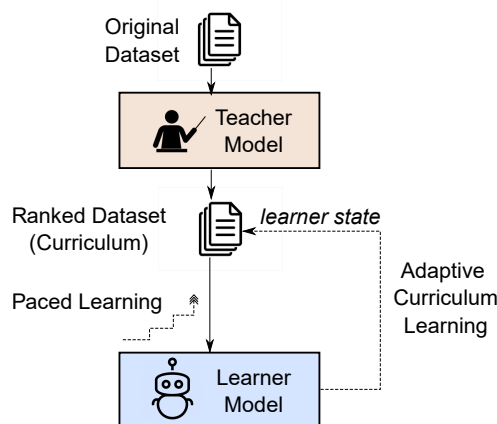 Original
Dataset
Teacher
Model
Ranked Dataset
(Curriculum)
learner state
Paced Learning
Adaptive
Curriculum
Learning
Learner
Model